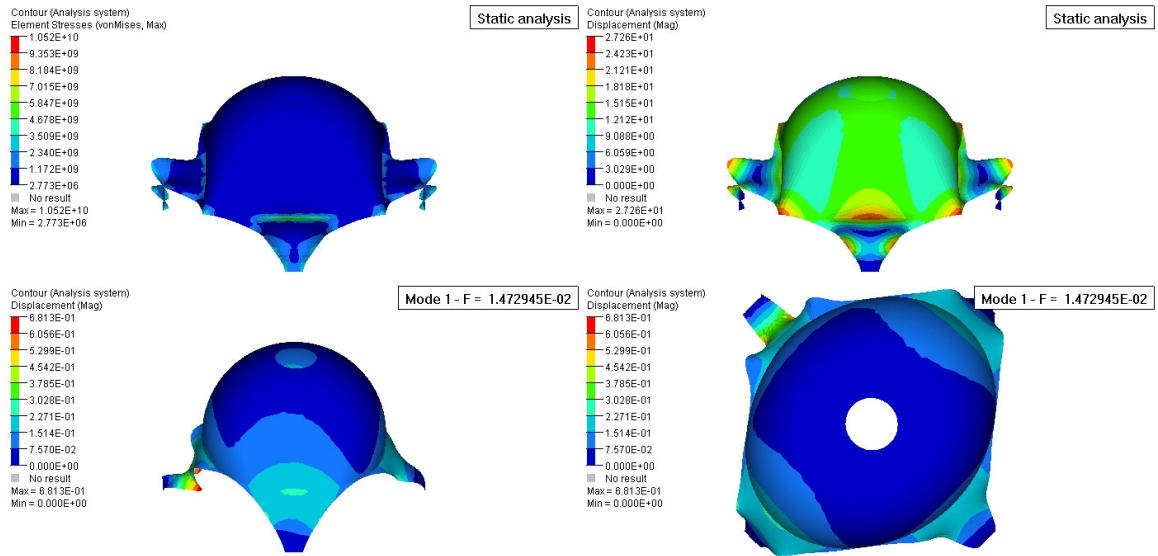 Contour (Analysis system)
Element Stresses (vonMises, Max)
1.052E+10
9.353E+09
8.184E+09
7.015E+09
5.847E+09
4.678E+09
3.509E+09
2.340E+09
1.172E+09
2.773E+06
No result
Max = 1.052E+10
Min = 2.773E+06
Static analysis
Contour (Analysis system)
Displacement (Mag)
2.726E+01
2.423E+01
2.121E+01
1.818E+01
1.515E+01
1.212E+01
9.088E+00
6.059E+00
3.029E+00
0.000E+00
No result
Max = 2.726E+01
Min = 0.000E+00
Static analysis
Contour (Analysis system)
Displacement (Mag)
6.813E-01
6.056E-01
5.299E-01
4.542E-01
3.785E-01
3.028E-01
2.271E-01
1.514E-01
7.570E-02
0.000E+00
No result
Max = 6.813E-01
Min = 0.000E+00
Mode 1 - F = 1.472945E-02
Contour (Analysis system)
Displacement (Mag)
6.813E-01
6.056E-01
5.299E-01
4.542E-01
3.785E-01
3.028E-01
2.271E-01
1.514E-01
7.570E-02
0.000E+00
No result
Max = 6.813E-01
Min = 0.000E+00
Mode 1 - F = 1.472945E-02